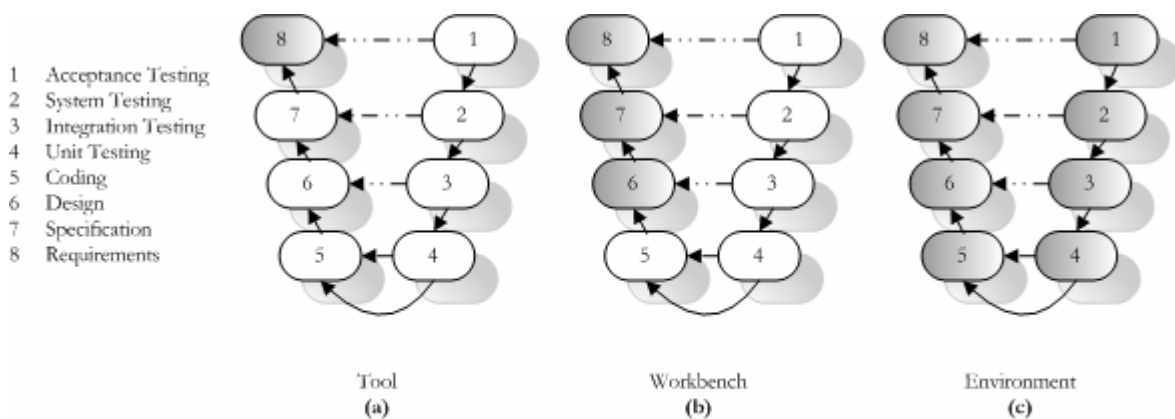 1 Acceptance Testing
2 System Testing
3 Integration Testing
4 Unit Testing
5 Coding
6 Design
7 Specification
8 Requirements
8 1
7 2
6 3
5 4
Tool
(a)
8 1
7 2
6 3
5 4
Workbench
(b)
8 1
7 2
6 3
5 4
Environment
(c)